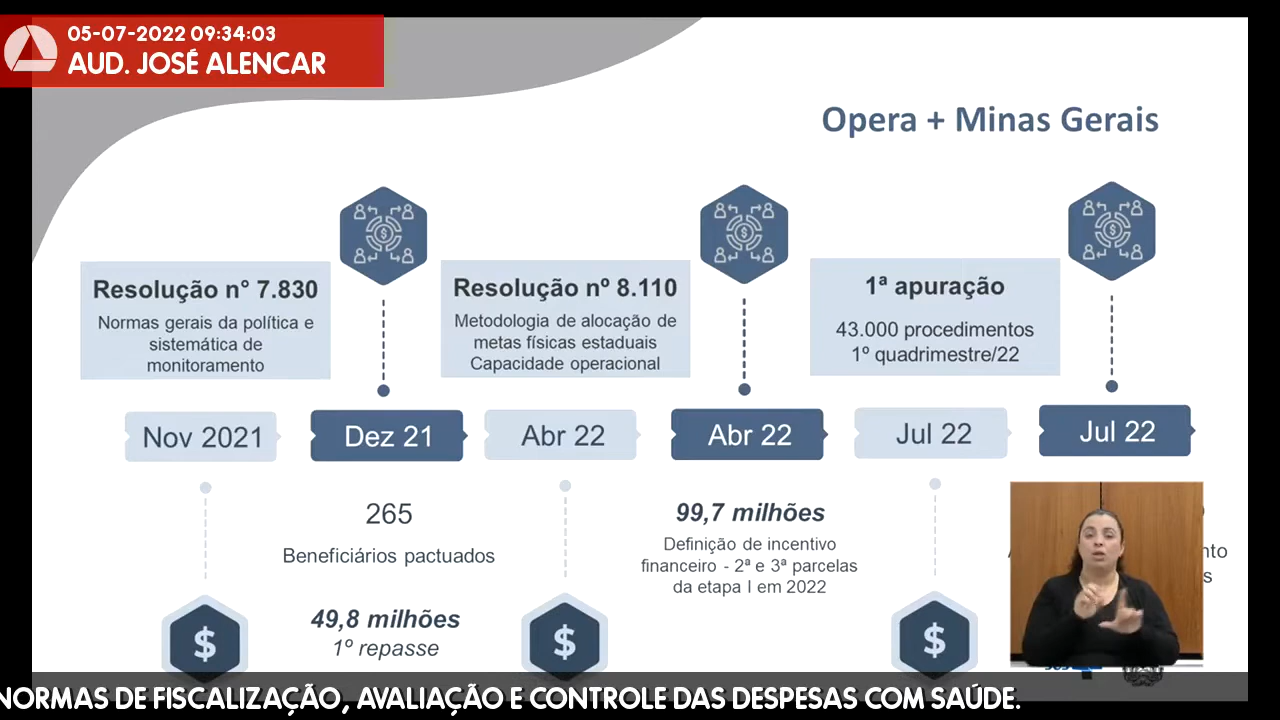 05-07-2022 09:34:03
AUD. JOSÉ ALENCAR
Opera + Minas Gerais
Resolução n° 7.830
Normas gerais da política e
sistemática de
monitoramento
Resolução nº 8.110
Metodologia de alocação de
metas físicas estaduais
Capacidade operacional
1ª apuração
43.000 procedimentos
1º quadrimestre/22
Nov 2021
Dez 21
Abr 22
Abr 22
Jul 22
Jul 22
265
Beneficiários pactuados
49,8 milhões
1º repasse
99,7 milhões
Definição de incentivo
financeiro - 2ª e 3ª parcelas
da etapa I em 2022
$
$
$
NORMAS DE FISCALIZAÇÃO, AVALIAÇÃO E CONTROLE DAS DESPESAS COM SAÚDE.